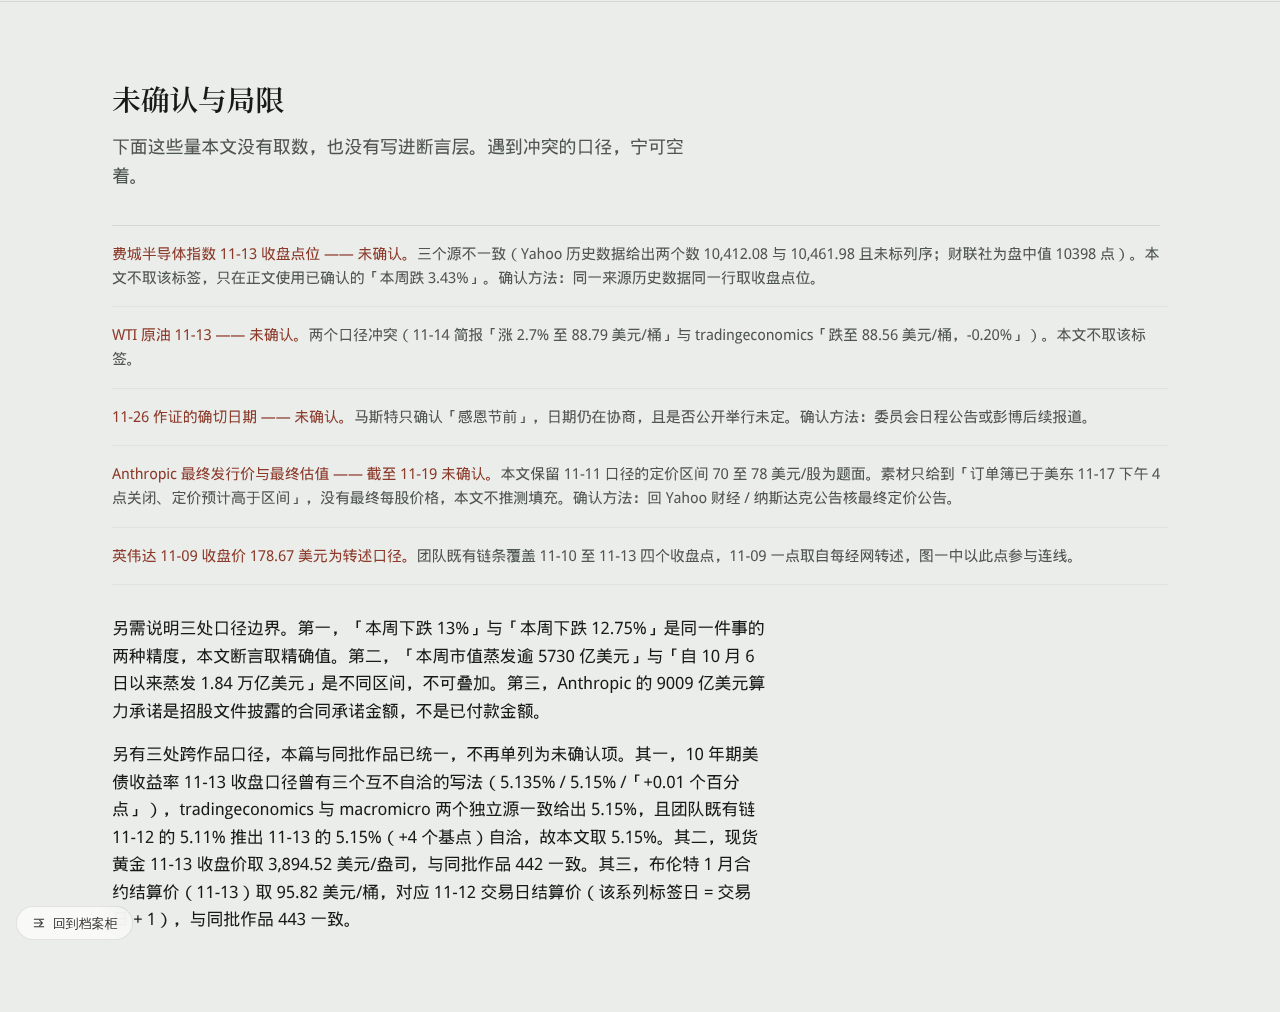 未确认与局限
下面这些量本文没有取数，也没有写进断言层。遇到冲突的口径，宁可空
着。
费城半导体指数 11-13 收盘点位 —— 未确认。三个源不一致（Yahoo 历史数据给出两个数 10,412.08 与 10,461.98 且未标列序；财联社为盘中值 10398 点）。本
文不取该标签，只在正文使用已确认的「本周跌 3.43%」。确认方法：同一来源历史数据同一行取收盘点位。
WTI 原油 11-13 —— 未确认。两个口径冲突（11-14 简报「涨 2.7% 至 88.79 美元/桶」与 tradingeconomics「跌至 88.56 美元/桶，-0.20%」）。本文不取该标
签。
11-26 作证的确切日期 —— 未确认。马斯特只确认「感恩节前」，日期仍在协商，且是否公开举行未定。确认方法：委员会日程公告或彭博后续报道。
Anthropic 最终发行价与最终估值 —— 截至 11-19 未确认。本文保留 11-11 口径的定价区间 70 至 78 美元/股为题面。素材只给到「订单簿已于美东 11-17 下午 4
点关闭、定价预计高于区间」，没有最终每股价格，本文不推测填充。确认方法：回 Yahoo 财经 / 纳斯达克公告核最终定价公告。
英伟达 11-09 收盘价 178.67 美元为转述口径。团队既有链条覆盖 11-10 至 11-13 四个收盘点，11-09 一点取自每经网转述，图一中以此点参与连线。
另需说明三处口径边界。第一，「本周下跌 13%」与「本周下跌 12.75%」是同一件事的
两种精度，本文断言取精确值。第二，「本周市值蒸发逾 5730 亿美元」与「自 10 月 6
日以来蒸发 1.84 万亿美元」是不同区间，不可叠加。第三，Anthropic 的 9009 亿美元算
力承诺是招股文件披露的合同承诺金额，不是已付款金额。
另有三处跨作品口径，本篇与同批作品已统一，不再单列为未确认项。其一，10 年期美
债收益率 11-13 收盘口径曾有三个互不自洽的写法（5.135% / 5.15% /「+0.01 个百分
点」），tradingeconomics 与 macromicro 两个独立源一致给出 5.15%，且团队既有链
11-12 的 5.11% 推出 11-13 的 5.15%（+4 个基点）自洽，故本文取 5.15%。其二，现货
黄金 11-13 收盘价取 3,894.52 美元/盎司，与同批作品 442 一致。其三，布伦特 1 月合
约结算价（11-13）取 95.82 美元/桶，对应 11-12 交易日结算价（该系列标签日 = 交易
+ 1），与同批作品 443 一致。
回到档案柜